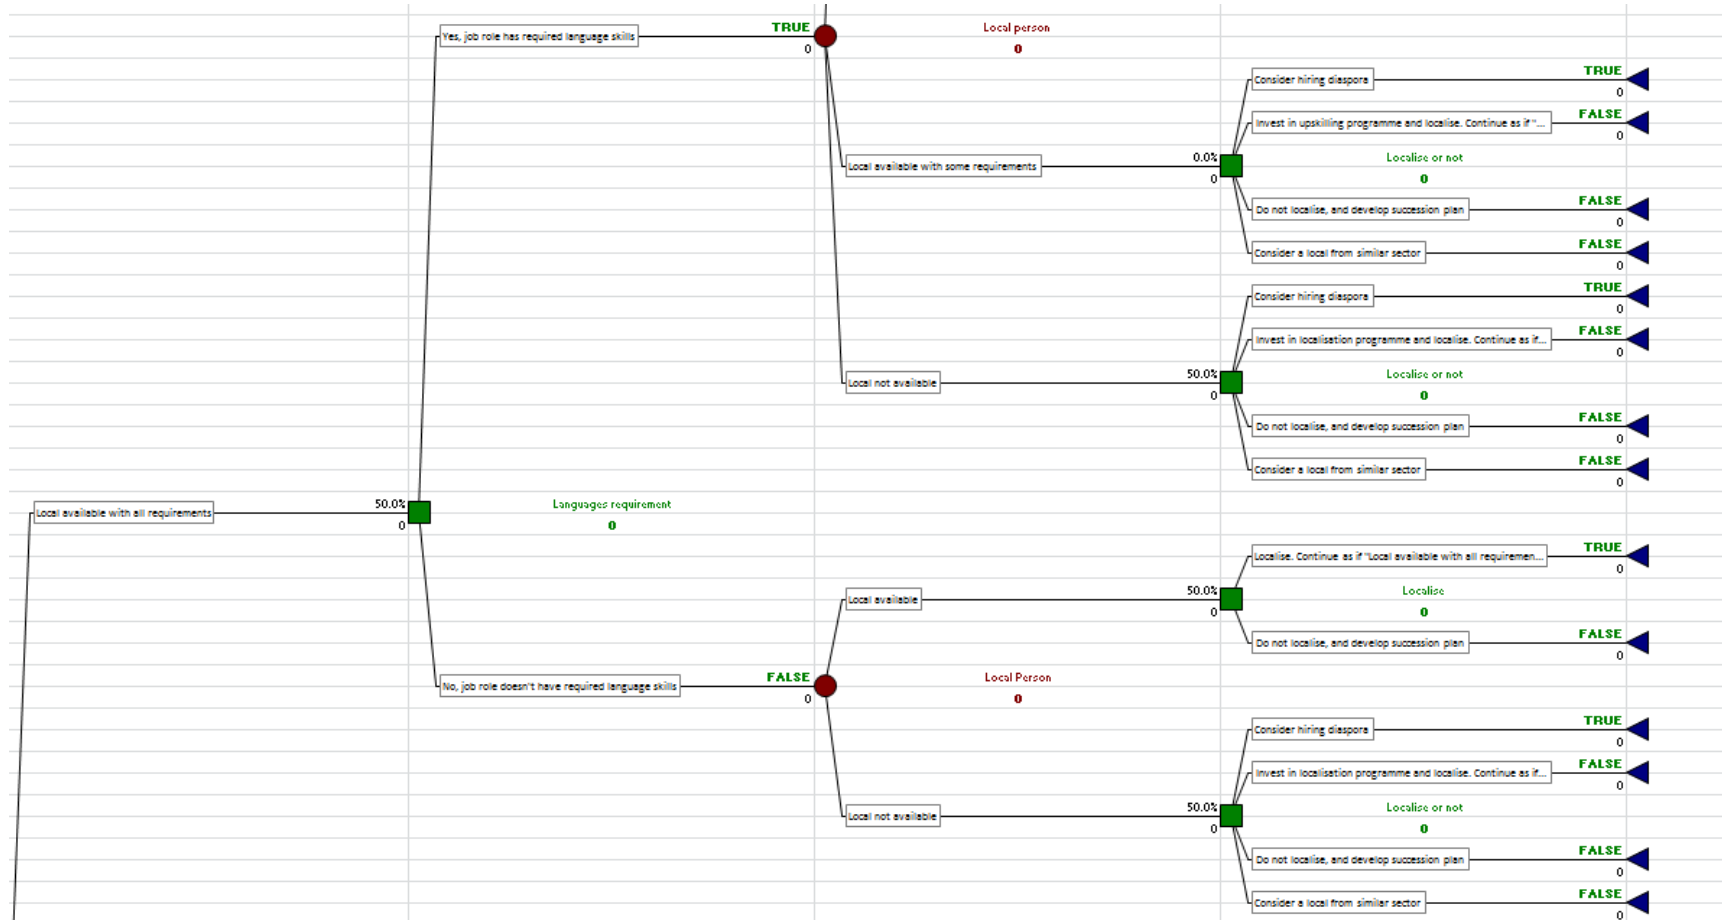 TRUE
Yes, job role has required language skills
Local person
0
0
TRUE
Consider hiring diaspora
0
FALSE
Invest in upskilling programme and localise. Continue as if "...
0
0.0%
Localise or not
Local available with some requirements
0
0
FALSE
Do not localise, and develop succession plan
0
FALSE
Consider a local from similar sector
0
TRUE
Consider hiring diaspora
0
FALSE
Invest in localisation programme and localise. Continue as if...
0
50.0%
Localise or not
Local not available
0
0
FALSE
Do not localise, and develop succession plan
0
FALSE
Consider a local from similar sector
0
50.0%
Languages requirement
Local available with all requirements
0
0
TRUE
Localise. Continue as if "Local available with all requiremen...
0
50.0%
Localise
Local available
0
0
FALSE
Do not localise, and develop succession plan
0
FALSE
Local Person
No, job role doesn't have required language skills
0
0
TRUE
Consider hiring diaspora
0
FALSE
Invest in localisation programme and localise. Continue as if...
0
50.0%
Localise or not
Local not available
0
0
FALSE
Do not localise, and develop succession plan
0
FALSE
Consider a local from similar sector
0